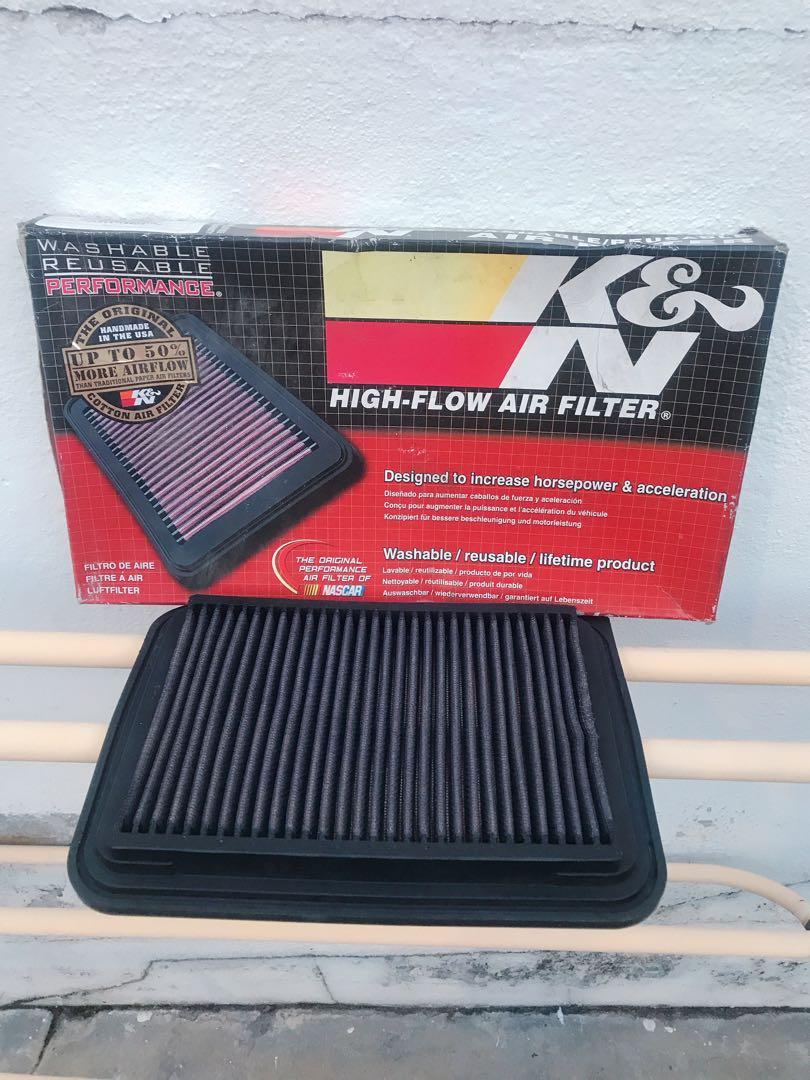 WASHABLE
REUSABLE
PERFORMANCE®
THE ORIGINAL
HANDMADE
IN THE USA
UP TO 50%
MORE AIRFLOW
THAN TRADITIONAL PAPER AIR FILTERS
K&N
COTTON AIR FILTER
K&N
HIGH-FLOW AIR FILTER®
Designed to increase horsepower & acceleration
Diseñado para aumentar caballos de fuerza y aceleración
Conçu pour augmenter la puissance et l'accélération du véhicule
Konzipiert für bessere beschleunigung und motorleistung
FILTRO DE AIRE
FILTRE À AIR
LUFTFILTER
THE ORIGINAL
PERFORMANCE
AIR FILTER OF
NASCAR
Washable / reusable / lifetime product
Lavable / reutilizable / producto de por vida
Nettoyable / réutilisable / produit durable
Auswaschbar / wiederverwendbar / garantiert auf Lebenszeit